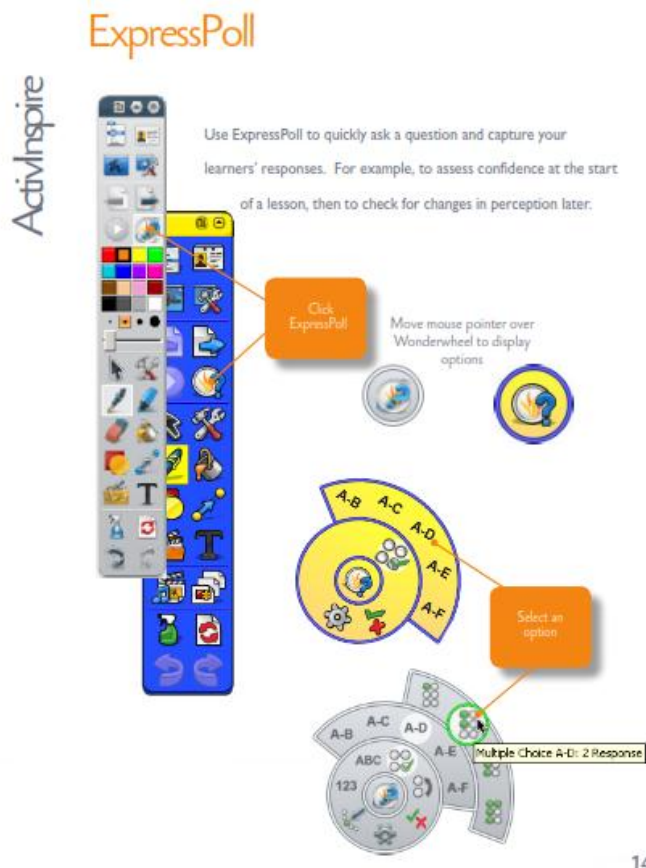 ExpressPoll
ActivInspire
Use ExpressPoll to quickly ask a question and capture your
learners' responses. For example, to assess confidence at the start
of a lesson, then to check for changes in perception later.
Click
ExpressPoll
Move mouse pointer over
Wonderwheel to display
options
T
T
A-B
A-C
A-D
A-E
A-F
Select an
option
A-B
A-C
A-D
A-E
A-F
Multiple Choice A-D: 2 Response
ABC
123
14